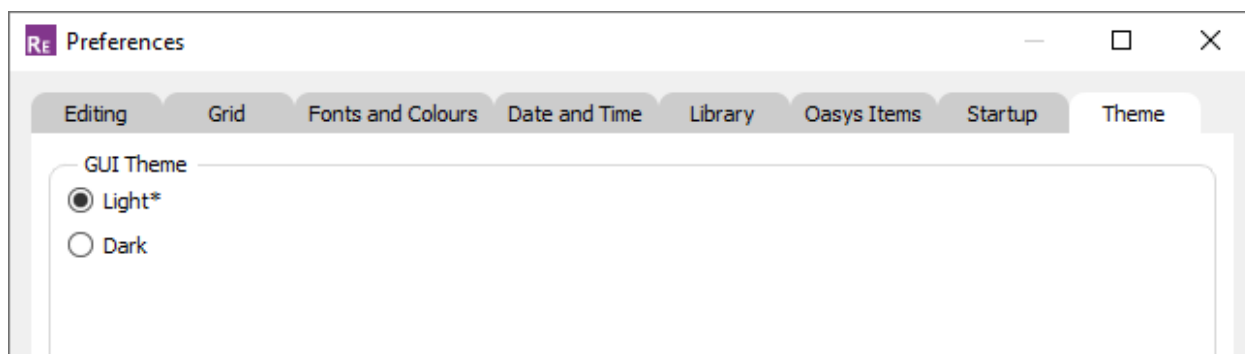 RE Preferences
Editing Grid Fonts and Colours Date and Time Library Oasys Items Startup Theme
GUI Theme
Light*
Dark